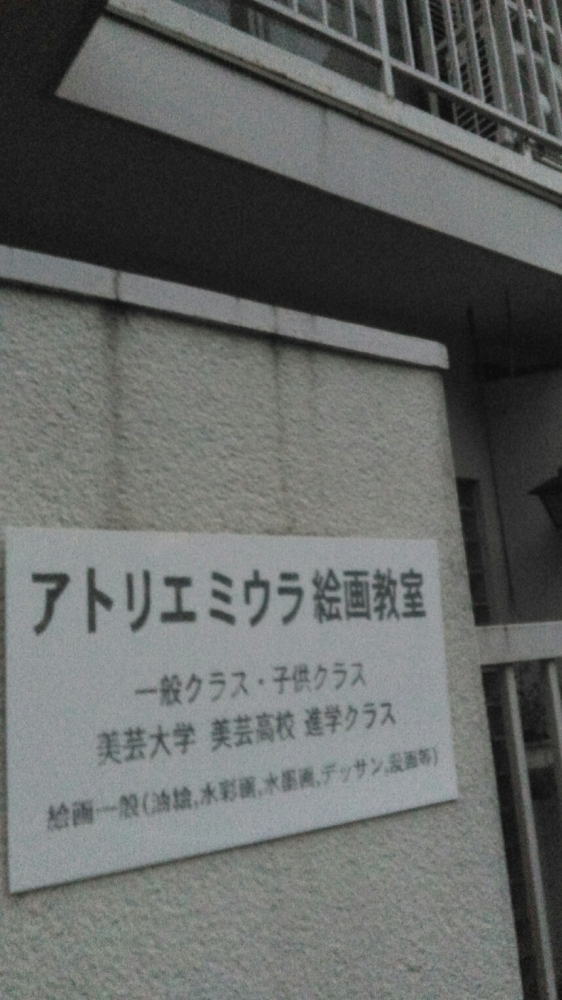 アトリエミウラ絵画教室
一般クラス・子供クラス
美芸大学 美芸高校 進学クラス
絵画一般(油絵,水彩画,水墨画,デッサン,漫画等)